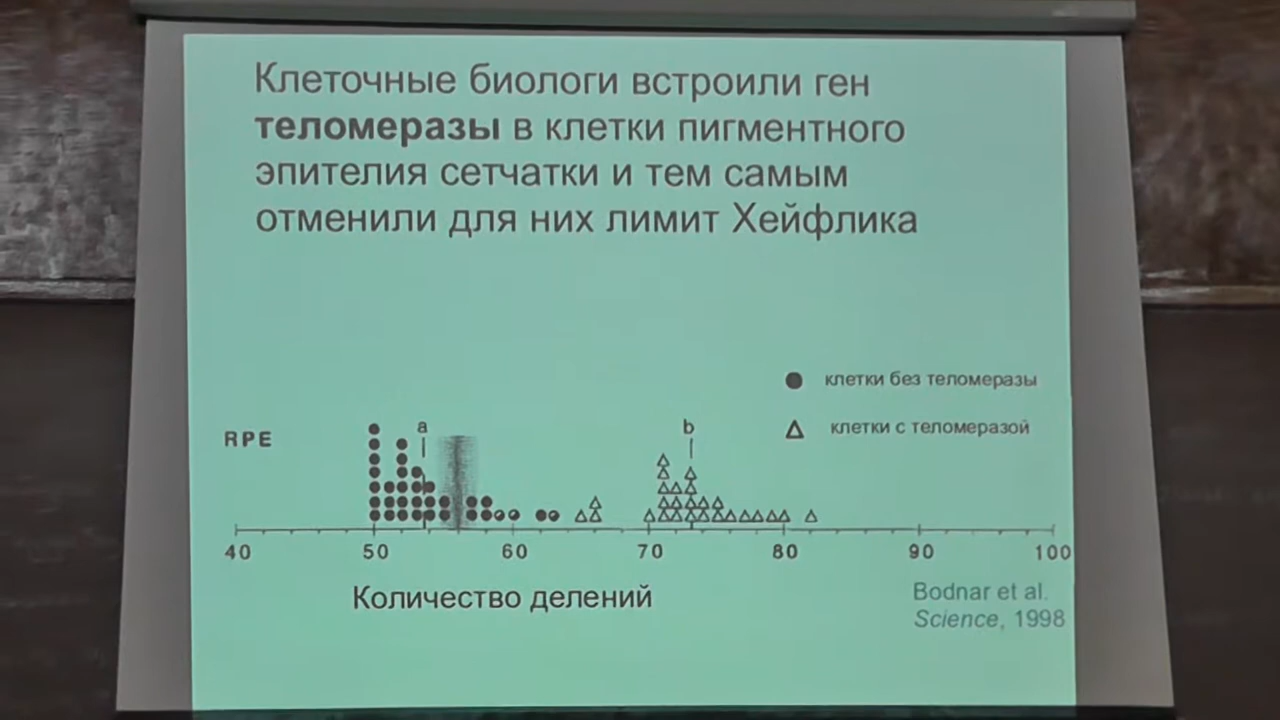 Клеточные биологи встроили ген
теломеразы в клетки пигментного
эпителия сетчатки и тем самым
отменили для них лимит Хейфлика
клетки без теломеразы
клетки с теломеразой
RPE
a
b
40 50 60 70 80 90 100
Количество делений
Bodnar et al.
Science, 1998